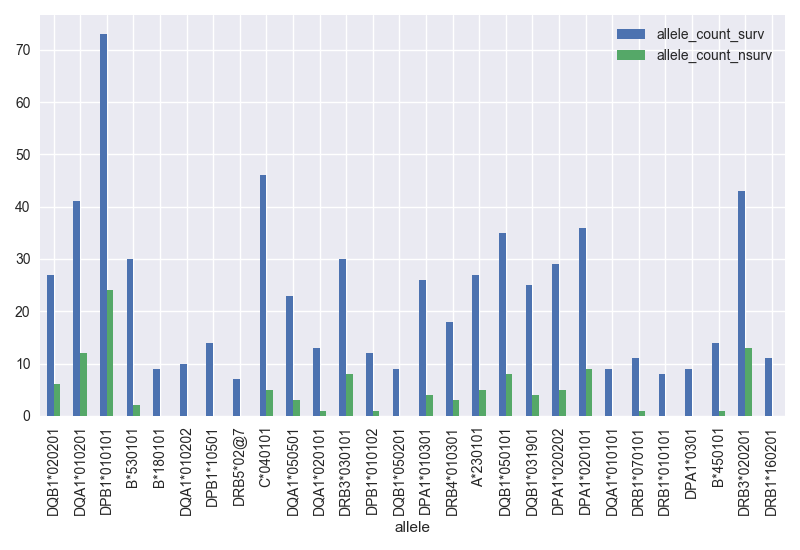 allele_count_surv
allele_count_nsurv
70
60
50
40
30
20
10
0
DQB1*020201
DQA1*010201
DPB1*010101
B*530101
B*180101
DQA1*010202
DPB1*10501
DRB5*02@7
C*040101
DQA1*050501
DQA1*020101
DRB3*030101
DPB1*010102
DQB1*050201
DPA1*010301
DRB4*010301
A*230101
DQB1*050101
DQB1*031901
DPA1*020202
DPA1*020101
DQA1*010101
DRB1*070101
DRB1*010101
DPA1*0301
B*450101
DRB3*020201
DRB1*160201
allele